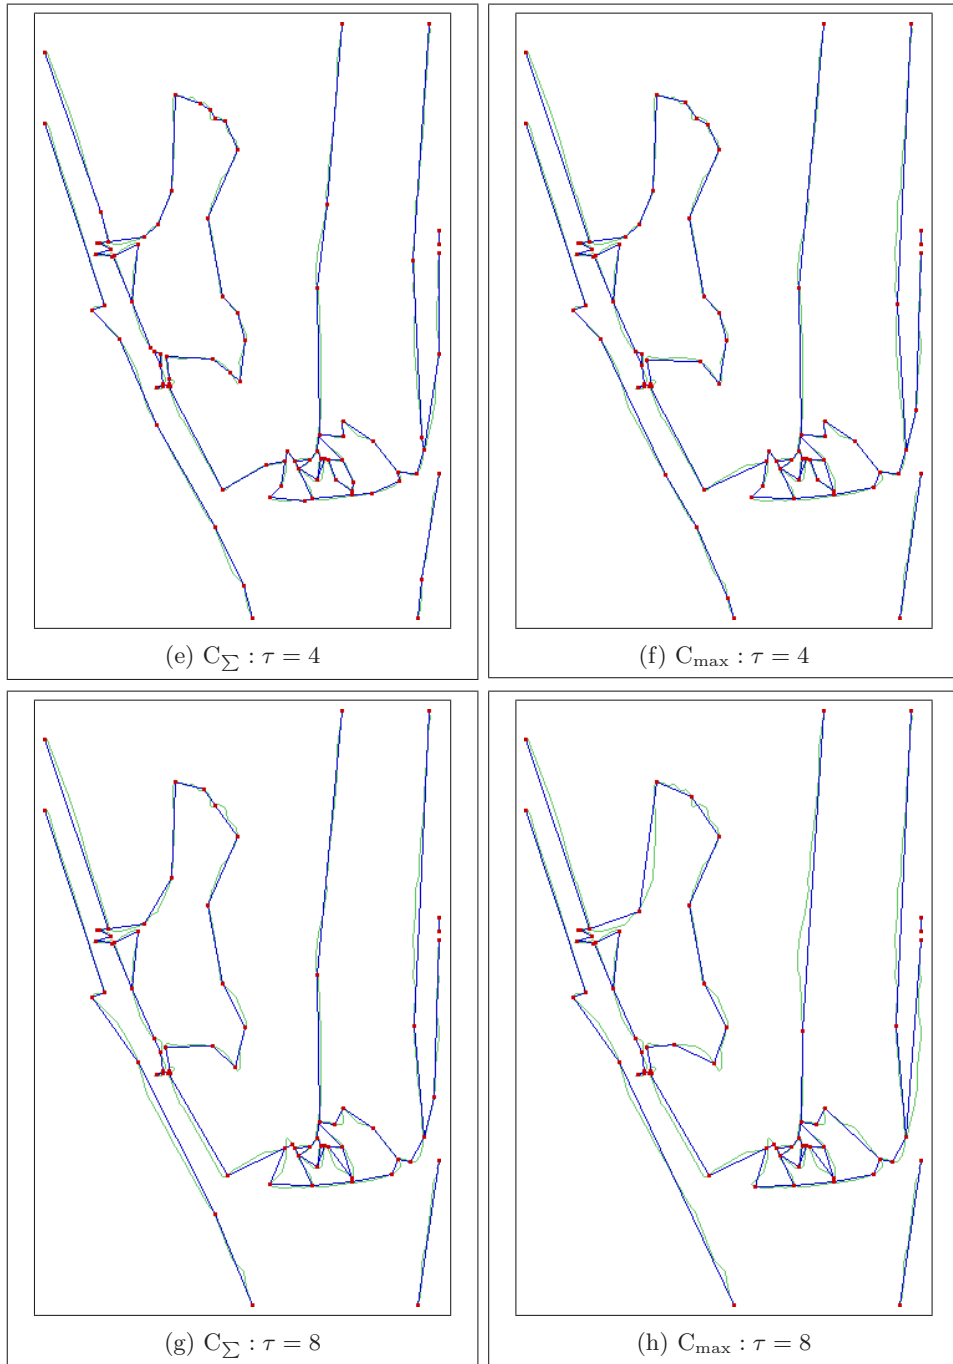 (e) C∑ : τ = 4
(f) Cmax : τ = 4
(g) C∑ : τ = 8
(h) Cmax : τ = 8